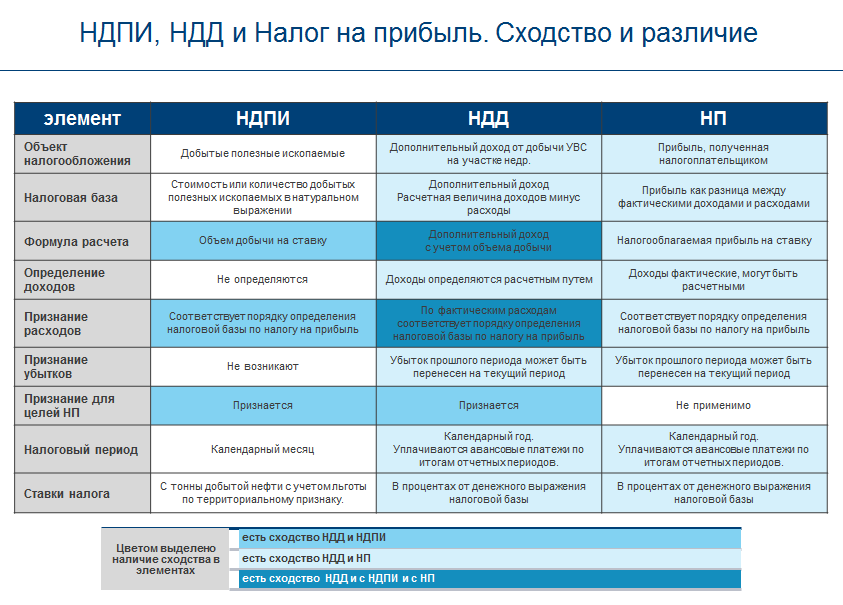 НДПИ, НДД и Налог на прибыль. Сходство и различие
элемент
НДПИ
НДД
НП
Объект
налогообложения
Добытые полезные ископаемые
Дополнительный доход от добычи УВС
на участке недр.
Прибыль, полученная
налогоплательщиком
Налоговая база
Стоимость или количество добытых
полезных ископаемых в натуральном
выражении
Дополнительный доход
Расчетная величина доходов минус
расходы
Прибыль как разница между
фактическими доходами и расходами
Формула расчета
Объем добычи на ставку
Дополнительный доход
с учетом объема добычи
Налогооблагаемая прибыль на ставку
Определение
доходов
Не определяются
Доходы определяются расчетным путем
Доходы фактические, могут быть
расчетными
Признание
расходов
Соответствует порядку определения
налоговой базы по налогу на прибыль
По фактическим расходам
соответствует порядку определения
налоговой базы по налогу на прибыль
Соответствует порядку определения
налоговой базы по налогу на прибыль
Признание
убытков
Не возникают
Убыток прошлого периода может быть
перенесен на текущий период
Убыток прошлого периода может быть
перенесен на текущий период
Признание для
целей НП
Признается
Признается
Не применимо
Налоговый период
Календарный месяц
Календарный год.
Уплачиваются авансовые платежи по
итогам отчетных периодов.
Календарный год.
Уплачиваются авансовые платежи по
итогам отчетных периодов.
Ставки налога
С тонны добытой нефти с учетом льготы
по территориальному признаку.
В процентах от денежного выражения
налоговой базы
В процентах от денежного выражения
налоговой базы
Цветом выделено
наличие сходства в
элементах
есть сходство НДД и НДПИ
есть сходство НДД и НП
есть сходство НДД и с НДПИ и с НП